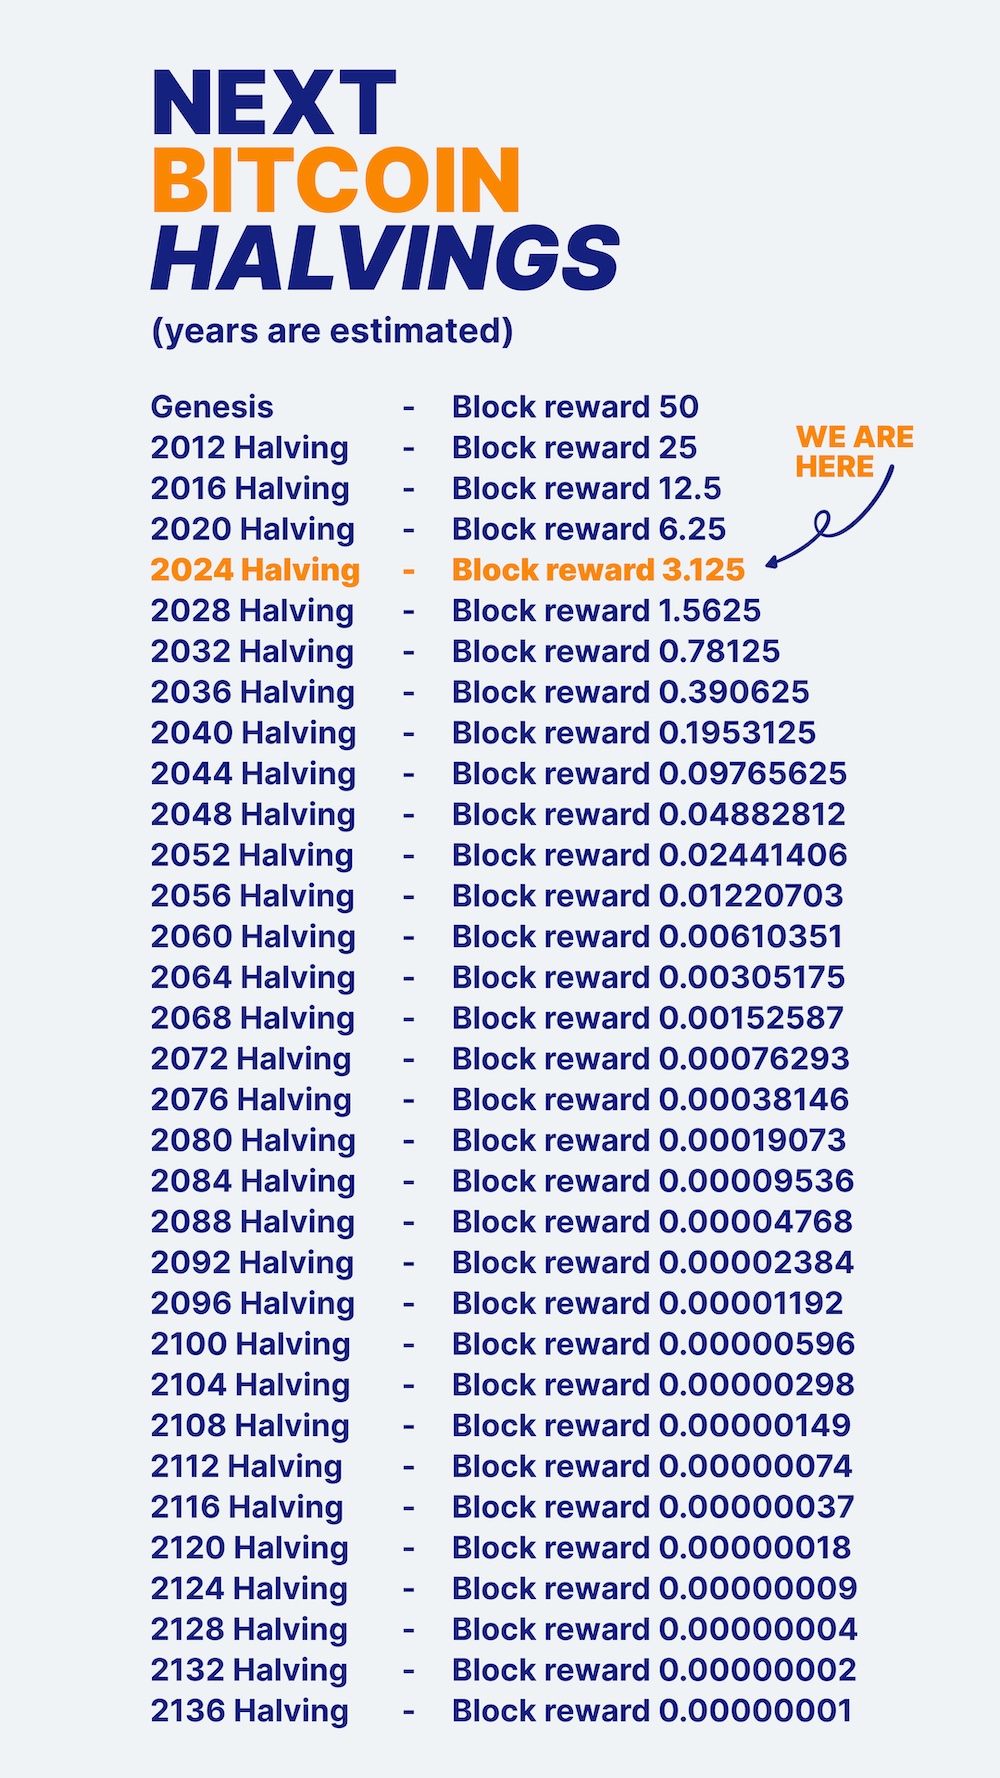 NEXT
BITCOIN
HALVINGS
(years are estimated)
Genesis - Block reward 50
WE ARE
HERE
2012 Halving - Block reward 25
2016 Halving - Block reward 12.5
2020 Halving - Block reward 6.25
2024 Halving - Block reward 3.125
2028 Halving - Block reward 1.5625
2032 Halving - Block reward 0.78125
2036 Halving - Block reward 0.390625
2040 Halving - Block reward 0.1953125
2044 Halving - Block reward 0.09765625
2048 Halving - Block reward 0.04882812
2052 Halving - Block reward 0.02441406
2056 Halving - Block reward 0.01220703
2060 Halving - Block reward 0.00610351
2064 Halving - Block reward 0.00305175
2068 Halving - Block reward 0.00152587
2072 Halving - Block reward 0.00076293
2076 Halving - Block reward 0.00038146
2080 Halving - Block reward 0.00019073
2084 Halving - Block reward 0.00009536
2088 Halving - Block reward 0.00004768
2092 Halving - Block reward 0.00002384
2096 Halving - Block reward 0.00001192
2100 Halving - Block reward 0.00000596
2104 Halving - Block reward 0.00000298
2108 Halving - Block reward 0.00000149
2112 Halving - Block reward 0.00000074
2116 Halving - Block reward 0.00000037
2120 Halving - Block reward 0.00000018
2124 Halving - Block reward 0.00000009
2128 Halving - Block reward 0.00000004
2132 Halving - Block reward 0.00000002
2136 Halving - Block reward 0.00000001